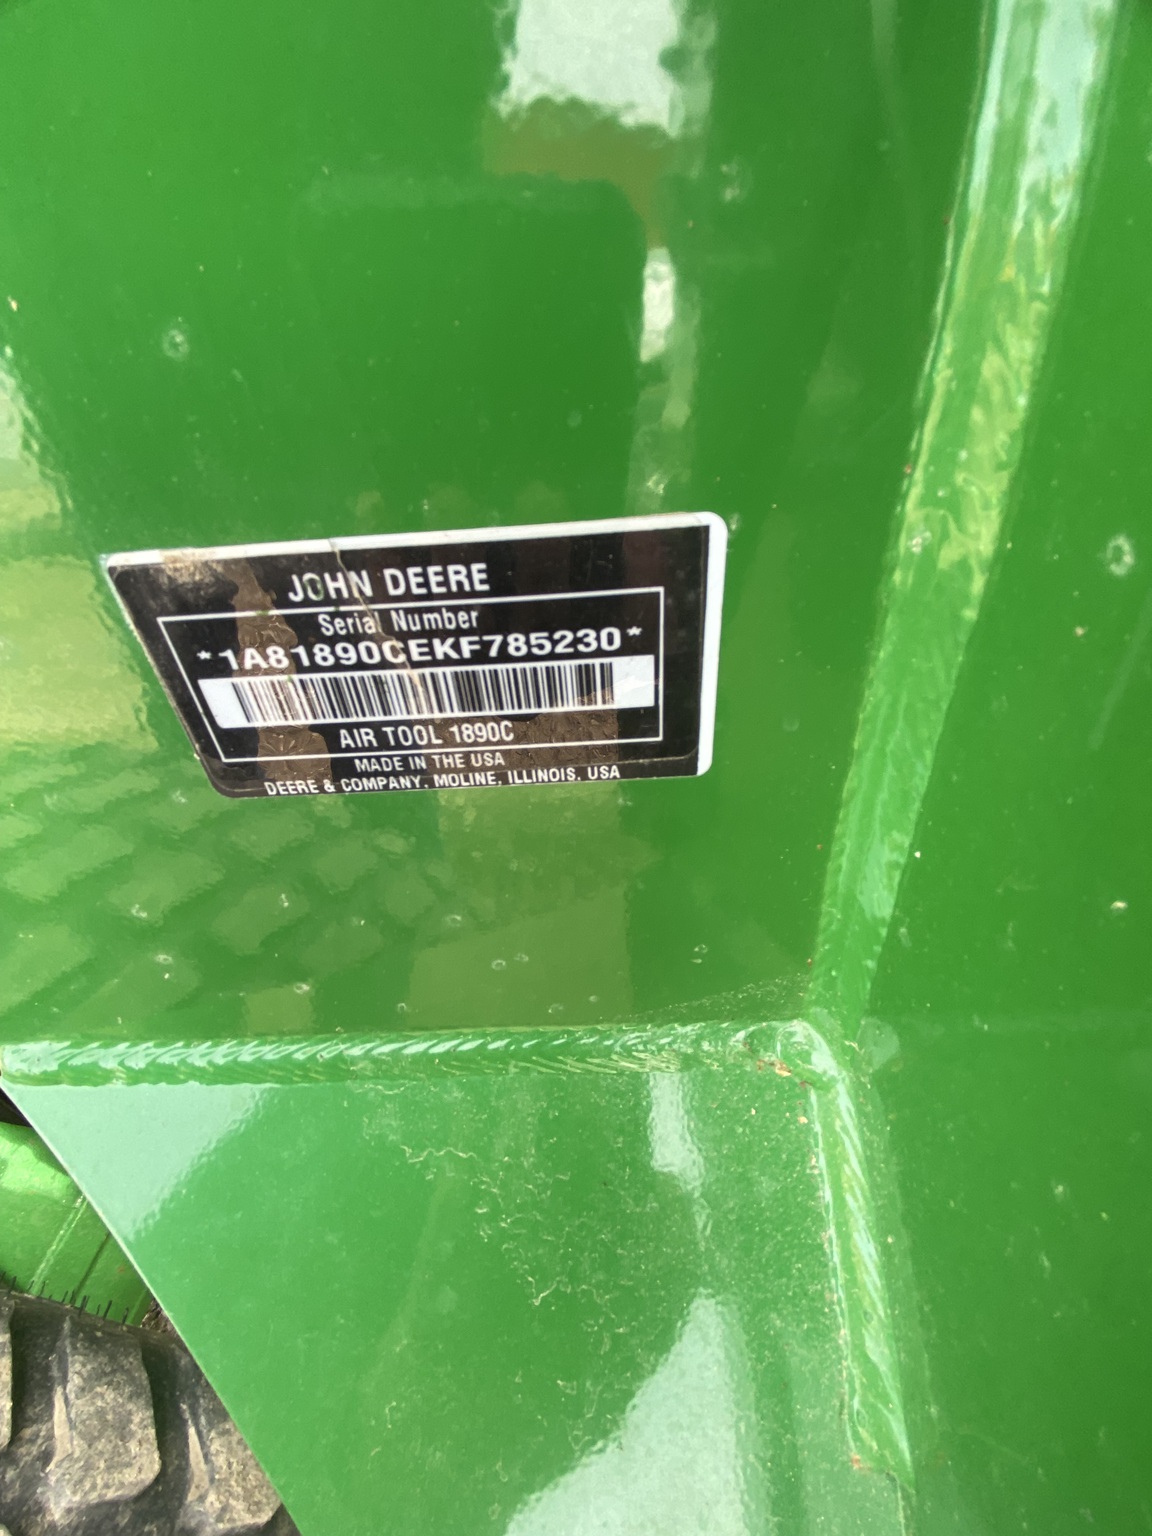 JOHN DEERE
Serial Number
*1A81890CEKF785230*
AIR TOOL 1890C
MADE IN THE USA
DEERE & COMPANY, MOLINE, ILLINOIS, USA